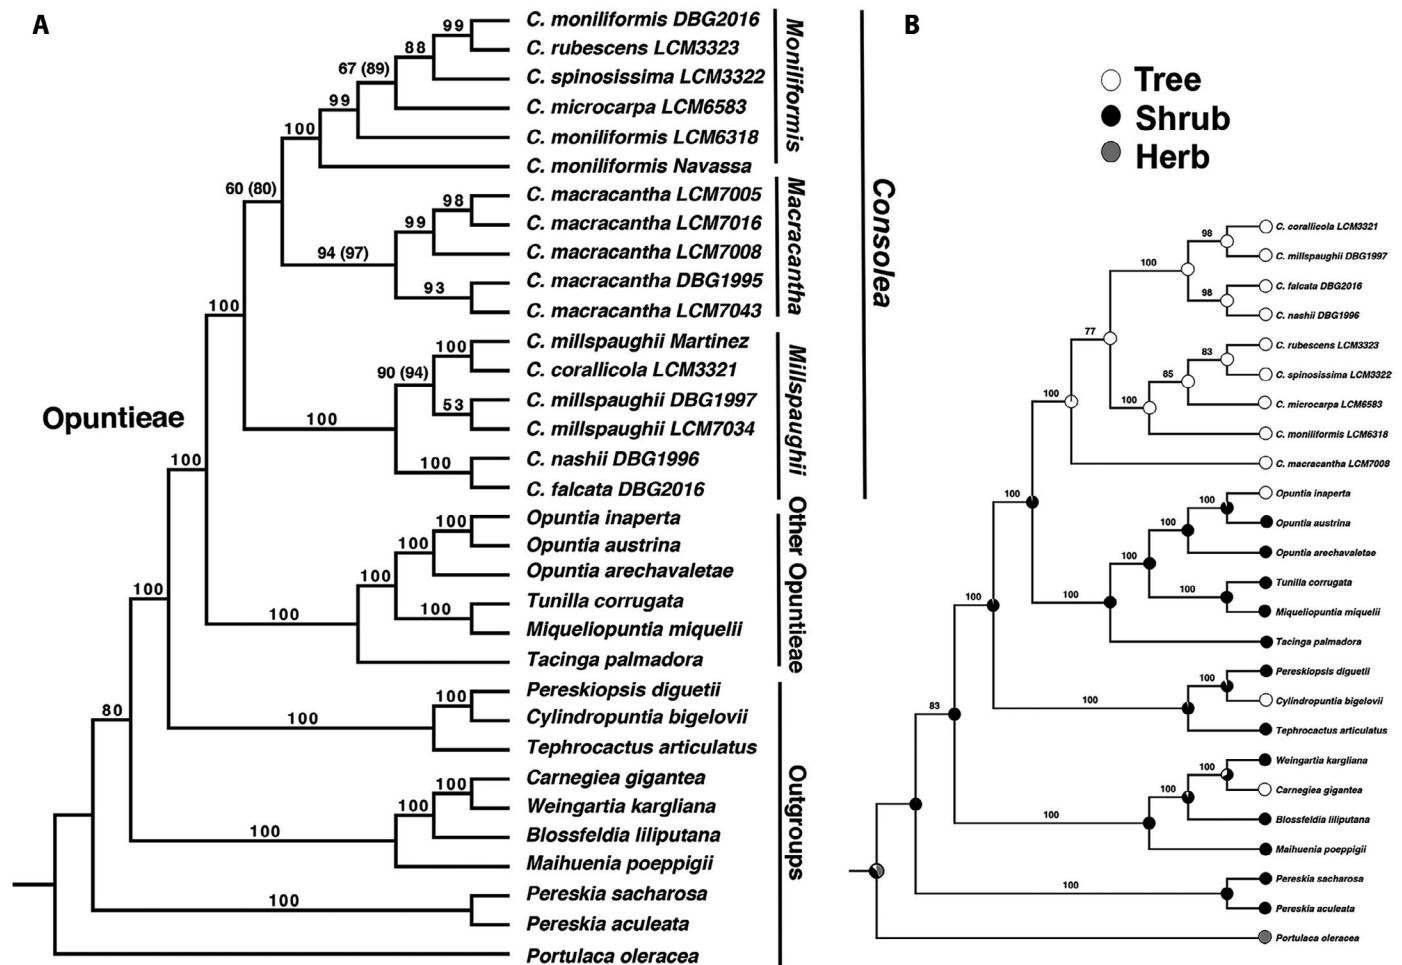 A
99
C. moniliformis DBG2016
88
C. rubescens LCM3323
67 (89)
C. spinosissima LCM3322
99
C. microcarpa LCM6583
100
C. moniliformis LCM6318
C. moniliformis Navassa
Moniliformis
60 (80)
98
C. macracantha LCM7005
99
C. macracantha LCM7016
94 (97)
C. macracantha LCM7008
93
C. macracantha DBG1995
C. macracantha LCM7043
Macracantha
100
100
C. millspaughii Martinez
90 (94)
C. corallicola LCM3321
53
C. millspaughii DBG1997
100
C. millspaughii LCM7034
100
C. nashii DBG1996
C. falcata DBG2016
Millspaughii
Consolea
Opuntieae
100
100
Opuntia inaperta
100
Opuntia austrina
100
Opuntia arechavaletae
100
Tunilla corrugata
100
Miqueliopuntia miquelii
Tacinga palmadora
Other Opuntieae
100
100
Pereskiopsis diguetii
100
Cylindropuntia bigelovii
Tephrocactus articulatus
80
100
Carnegiea gigantea
100
Weingartia kargliana
100
Blossfeldia liliputana
Maihuenia poeppigii
100
Pereskia sacharosa
Pereskia aculeata
Portulaca oleracea
Outgroups
B
Tree
Shrub
Herb
98
C. corallicola LCM3321
100
C. millspaughii DBG1997
98
C. falcata DBG2016
C. nashii DBG1996
77
83
C. rubescens LCM3323
85
C. spinosissima LCM3322
100
C. microcarpa LCM6583
100
C. moniliformis LCM6318
C. macracantha LCM7008
100
100
Opuntia inaperta
100
Opuntia austrina
100
Opuntia arechavaletae
100
Tunilla corrugata
100
Miqueliopuntia miquelii
Tacinga palmadora
100
100
Pereskiopsis diguetii
100
Cylindropuntia bigelovii
Tephrocactus articulatus
83
100
Weingartia kargliana
100
Carnegiea gigantea
100
Blossfeldia liliputana
Maihuenia poeppigii
100
Pereskia sacharosa
Pereskia aculeata
Portulaca oleracea